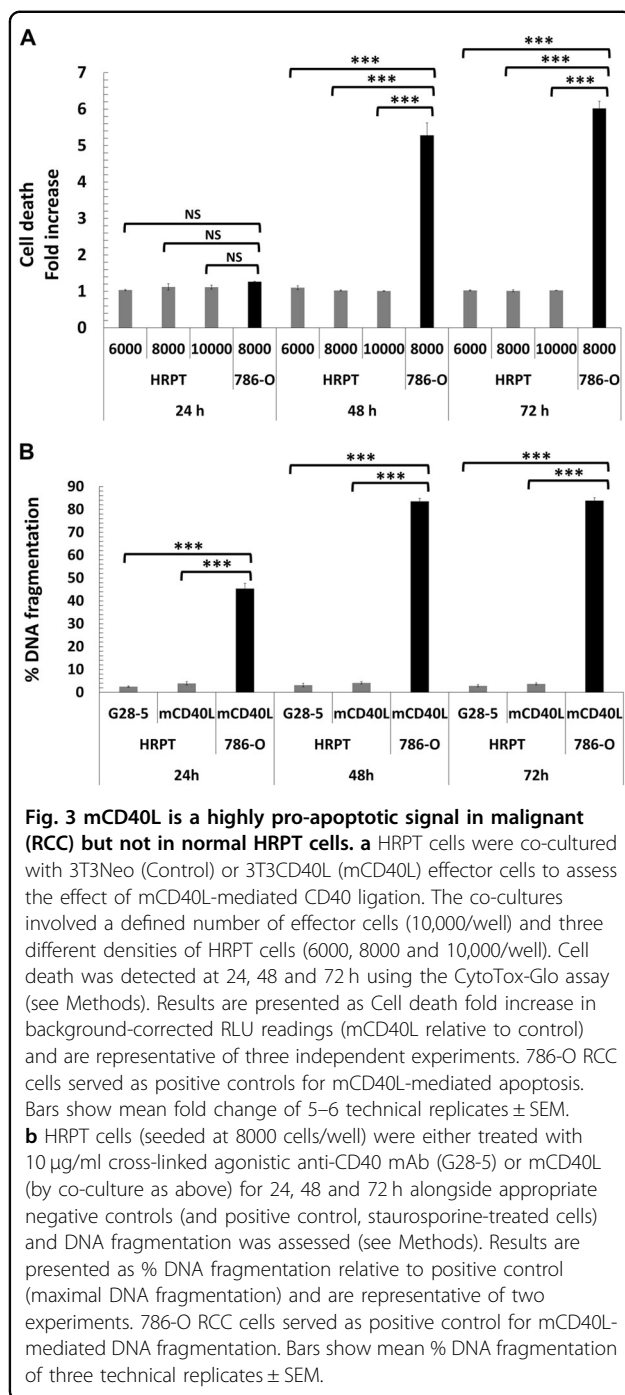 A
*** ***
*** ***
*** ***
7
6
5
4
3
2
1
0
Cell death
Fold increase
NS
NS
NS
6000 8000 10000 8000 6000 8000 10000 8000 6000 8000 10000 8000
HRPT 786-O HRPT 786-O HRPT 786-O
24 h 48 h 72 h
B
*** ***
*** ***
90
80
70
60
50
40
30
20
10
0
% DNA fragmentation
***
***
G28-5 mCD40L mCD40L G28-5 mCD40L mCD40L G28-5 mCD40L mCD40L
HRPT 786-O HRPT 786-O HRPT 786-O
24h 48h 72h
Fig. 3 mCD40L is a highly pro-apoptotic signal in malignant
(RCC) but not in normal HRPT cells. a HRPT cells were co-cultured
with 3T3Neo (Control) or 3T3CD40L (mCD40L) effector cells to assess
the effect of mCD40L-mediated CD40 ligation. The co-cultures
involved a defined number of effector cells (10,000/well) and three
different densities of HRPT cells (6000, 8000 and 10,000/well). Cell
death was detected at 24, 48 and 72 h using the CytoTox-Glo assay
(see Methods). Results are presented as Cell death fold increase in
background-corrected RLU readings (mCD40L relative to control)
and are representative of three independent experiments. 786-O RCC
cells served as positive controls for mCD40L-mediated apoptosis.
Bars show mean fold change of 5–6 technical replicates ± SEM.
b HRPT cells (seeded at 8000 cells/well) were either treated with
10 µg/ml cross-linked agonistic anti-CD40 mAb (G28-5) or mCD40L
(by co-culture as above) for 24, 48 and 72 h alongside appropriate
negative controls (and positive control, staurosporine-treated cells)
and DNA fragmentation was assessed (see Methods). Results are
presented as % DNA fragmentation relative to positive control
(maximal DNA fragmentation) and are representative of two
experiments. 786-O RCC cells served as positive control for mCD40L-
mediated DNA fragmentation. Bars show mean % DNA fragmentation
of three technical replicates ± SEM.